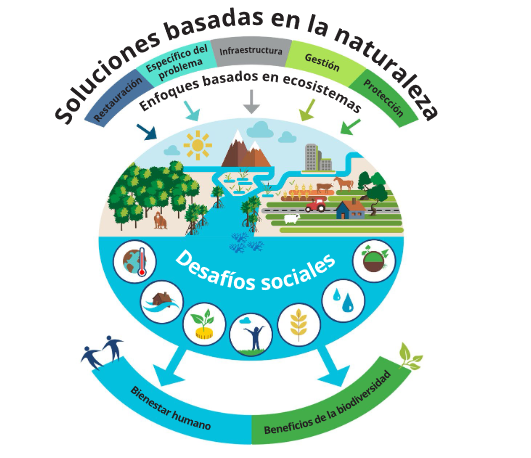 Soluciones basadas en la naturaleza
Restauración
Específico del
problema
Infraestructura
Gestión
Protección
Enfoques basados en ecosistemas
Desafíos sociales
Bienestar humano
Beneficios de la biodiversidad